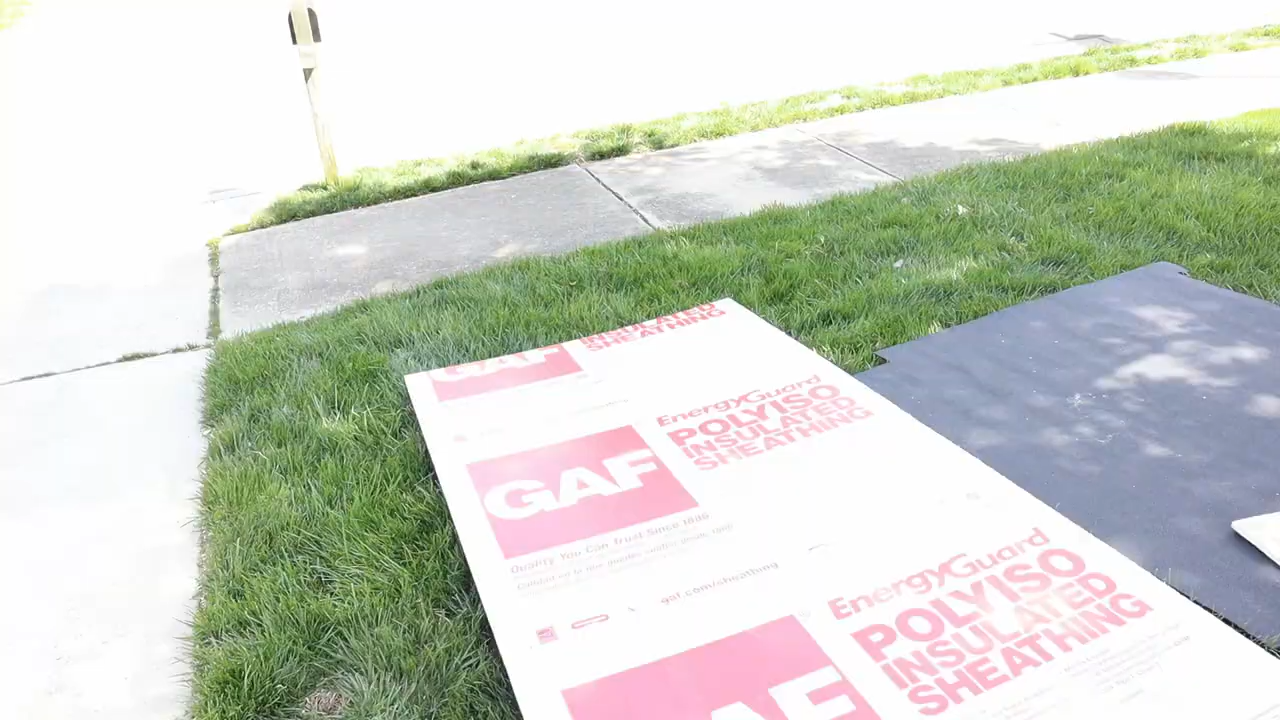 GAF
INSULATED
SHEATHING
EnergyGuard
POLYISO
INSULATED
SHEATHING
GAF
Quality You Can Trust Since 1886
gaf.com/sheathing
EnergyGuard
POLYISO
INSULATED
SHEATHING
GAF